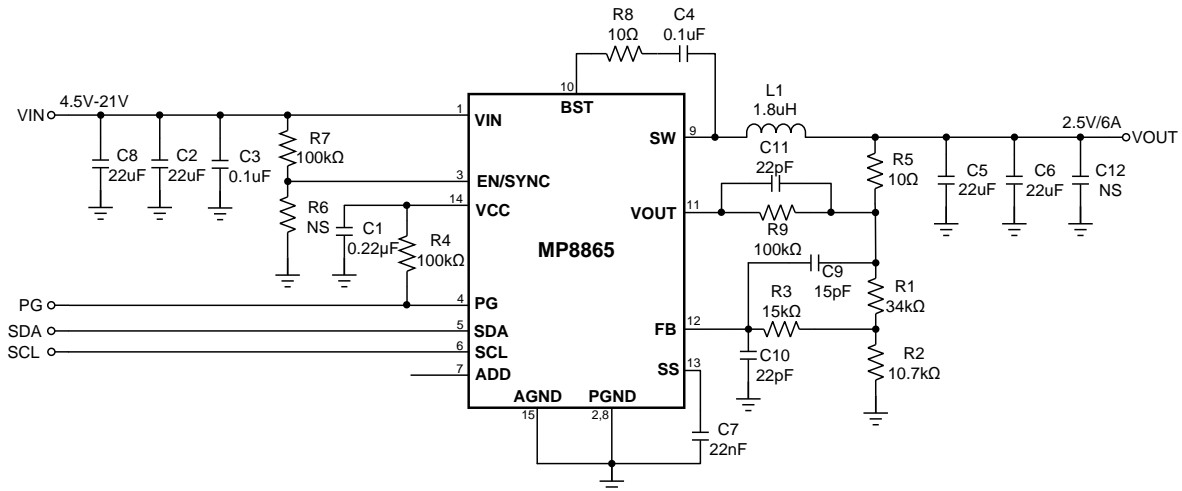 R8
10Ω
C4
0.1uF
10
BST
VIN
4.5V-21V
1
VIN
C8
22uF
C2
22uF
C3
0.1uF
R7
100kΩ
3
EN/SYNC
R6
NS
14
VCC
C1
0.22µF
R4
100kΩ
PG
4
PG
SDA
5
SDA
SCL
6
SCL
7
ADD
MP8865
AGND
15
PGND
2,8
SW
9
L1
1.8uH
2.5V/6A
VOUT
C11
22pF
R5
10Ω
C5
22uF
C6
22uF
C12
NS
VOUT
11
R9
100kΩ
C9
15pF
R1
34kΩ
R3
15kΩ
FB
12
C10
22pF
R2
10.7kΩ
SS
13
C7
22nF